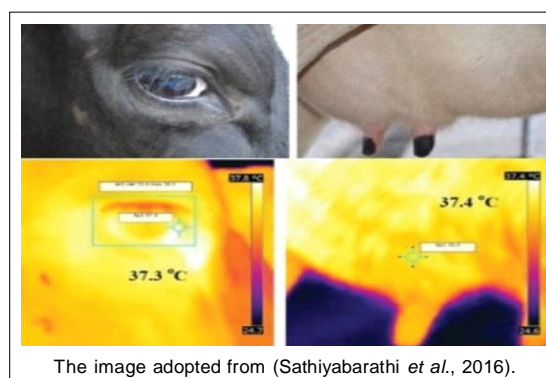 37.8 °C
37.4 °C
37.4 °C
37.3 °C
24.7
24.6
The image adopted from (Sathiyabarathi et al., 2016).